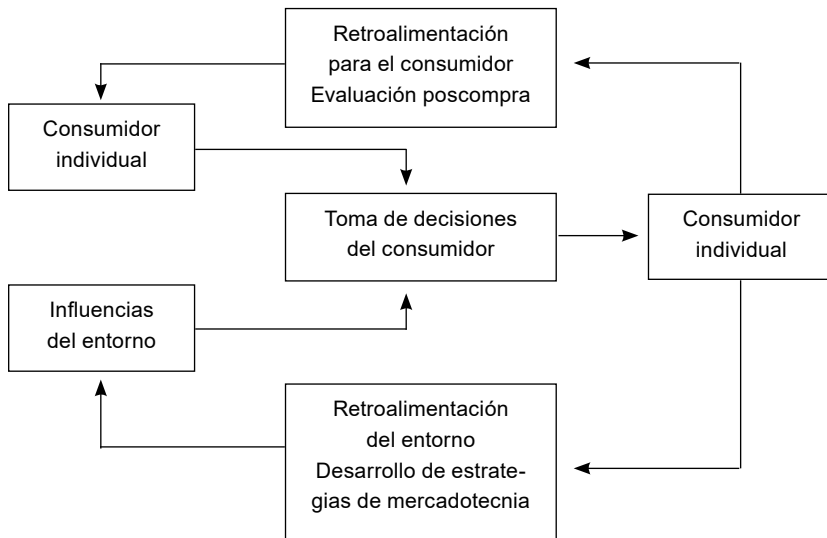 Retroalimentación
para el consumidor
Evaluación poscompra
Consumidor
individual
Toma de decisiones
del consumidor
Consumidor
individual
Influencias
del entorno
Retroalimentación
del entorno
Desarrollo de estrate-
gias de mercadotecnia